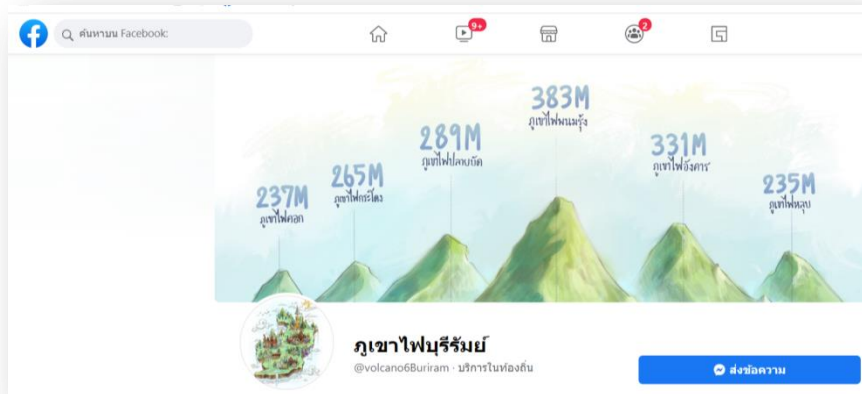 ค้นหาบน Facebook:
9+
2
383M
ภูเขาไฟพนมรุ้ง
289M
ภูเขาไฟปลายบัด
331M
ภูเขาไฟอังคาร
265M
ภูเขาไฟกระโดง
237M
ภูเขาไฟคอก
235M
ภูเขาไฟหลุบ
ภูเขาไฟบุรีรัมย์
@volcano6Buriram · บริการในท้องถิ่น
ส่งข้อความ